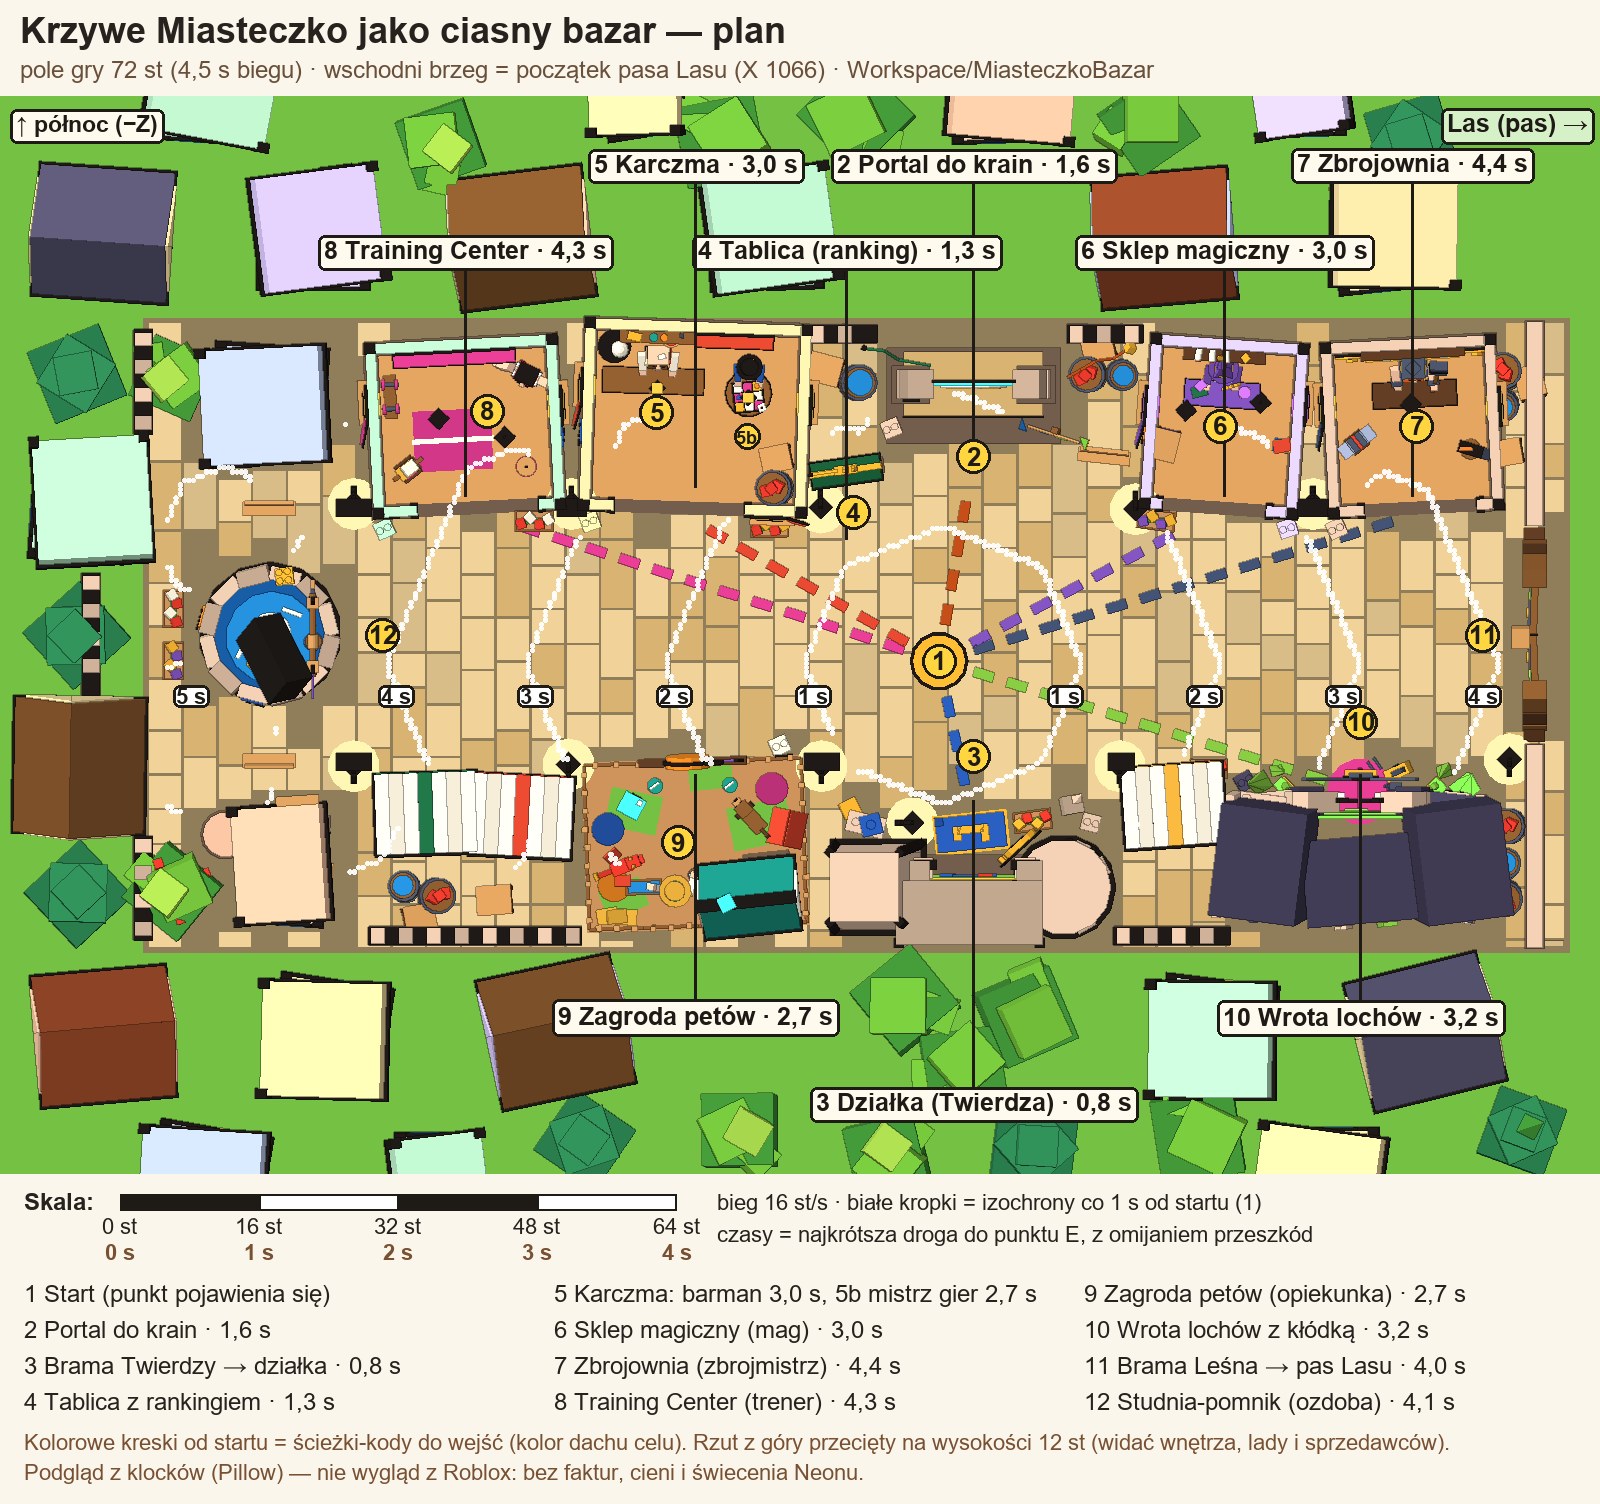 Krzywe Miasteczko jako ciasny bazar — plan
pole gry 72 st (4,5 s biegu) · wschodni brzeg = początek pasa Lasu (X 1066) · Workspace/MiasteczkoBazar
↑ północ (−Z)
Las (pas) →
5 Karczma · 3,0 s
2 Portal do krain · 1,6 s
7 Zbrojownia · 4,4 s
8 Training Center · 4,3 s
4 Tablica (ranking) · 1,3 s
6 Sklep magiczny · 3,0 s
8
5
5b
2
6
7
4
12
1
11
5 s
4 s
3 s
2 s
1 s
1 s
2 s
3 s
4 s
10
3
9
9 Zagroda petów · 2,7 s
10 Wrota lochów · 3,2 s
3 Działka (Twierdza) · 0,8 s
Skala:
0 st
16 st
32 st
48 st
64 st
0 s
1 s
2 s
3 s
4 s
bieg 16 st/s · białe kropki = izochrony co 1 s od startu (1)
czasy = najkrótsza droga do punktu E, z omijaniem przeszkód
1 Start (punkt pojawienia się)
2 Portal do krain · 1,6 s
3 Brama Twierdzy → działka · 0,8 s
4 Tablica z rankingiem · 1,3 s
5 Karczma: barman 3,0 s, 5b mistrz gier 2,7 s
6 Sklep magiczny (mag) · 3,0 s
7 Zbrojownia (zbrojmistrz) · 4,4 s
8 Training Center (trener) · 4,3 s
9 Zagroda petów (opiekunka) · 2,7 s
10 Wrota lochów z kłódką · 3,2 s
11 Brama Leśna → pas Lasu · 4,0 s
12 Studnia-pomnik (ozdoba) · 4,1 s
Kolorowe kreski od startu = ścieżki-kody do wejść (kolor dachu celu). Rzut z góry przecięty na wysokości 12 st (widać wnętrza, lady i sprzedawców).
Podgląd z klocków (Pillow) — nie wygląd z Roblox: bez faktur, cieni i świecenia Neonu.